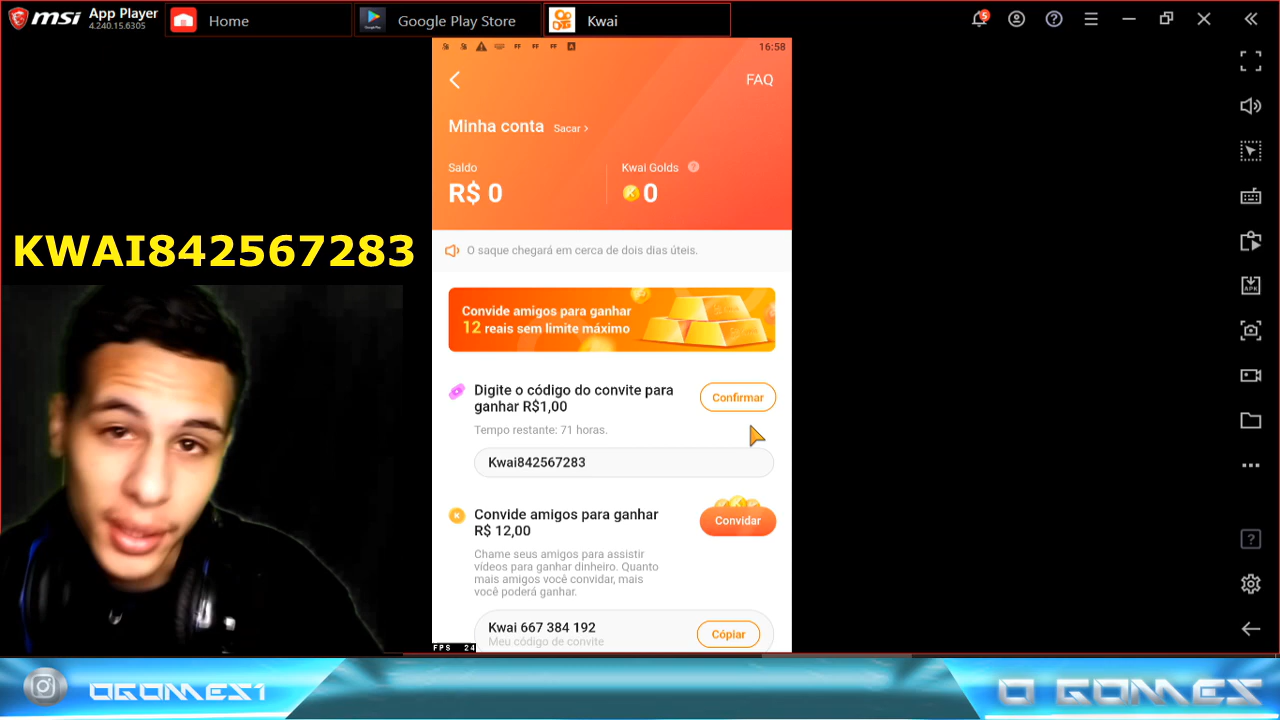 msi App Player
4.240.15.6305
Home
Google Play Store
Kwai
5
16:58
FAQ
Minha conta Sacar >
Saldo
Kwai Golds ?
R$ 0
0
KWAI842567283
O saque chegará em cerca de dois dias úteis.
Convide amigos para ganhar
12 reais sem limite máximo
Digite o código do convite para
ganhar R$1,00
Confirmar
Tempo restante: 71 horas.
Kwai842567283
Convide amigos para ganhar
R$ 12,00
Convidar
Chame seus amigos para assistir
vídeos para ganhar dinheiro. Quanto
mais amigos você convidar, mais
você poderá ganhar.
Kwai 667 384 192
Meu código de convite
Cópiar
FPS 24
OGOMES1
O GOMES